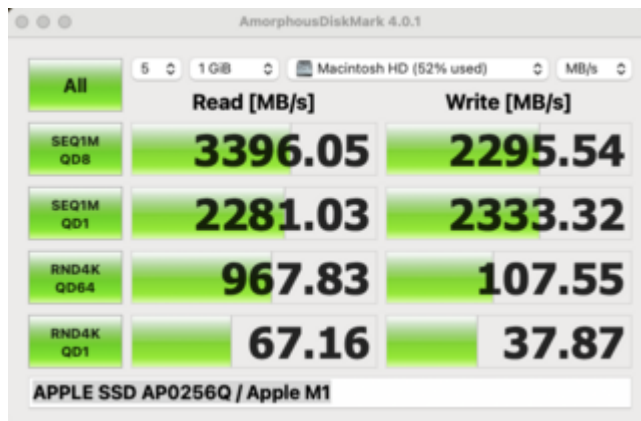 AmorphousDiskMark 4.0.1
All 5 1 GiB Macintosh HD (52% used) MB/s
Read [MB/s] Write [MB/s]
SEQ1M QD8 3396.05 2295.54
SEQ1M QD1 2281.03 2333.32
RND4K QD64 967.83 107.55
RND4K QD1 67.16 37.87
APPLE SSD AP0256Q / Apple M1